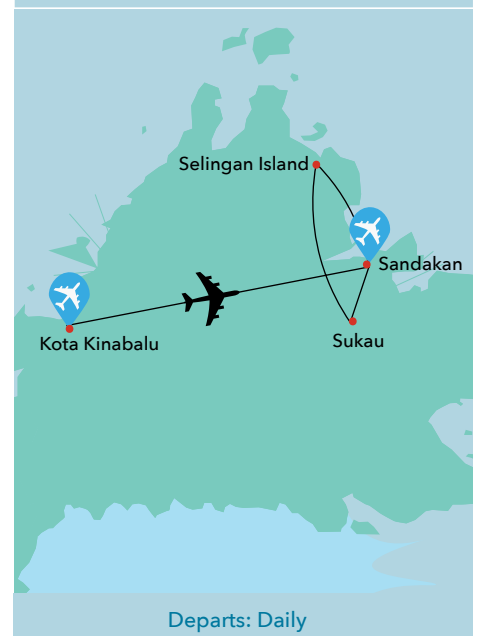 Selingan Island
Sandakan
Sukau
Kota Kinabalu
Departs: Daily